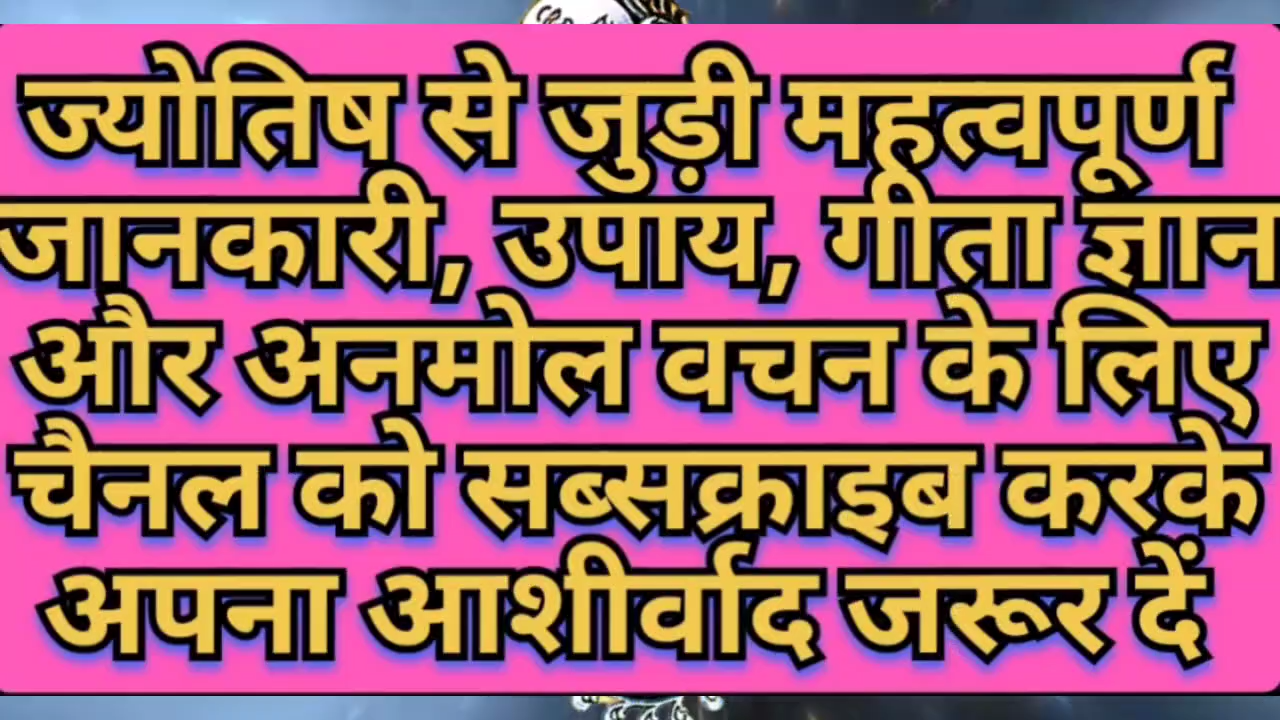 ज्योतिष से जुड़ी महत्वपूर्ण
जानकारी, उपाय, गीता ज्ञान
और अनमोल वचन के लिए
चैनल को सब्सक्राइब करके
अपना आशीर्वाद जरूर दें